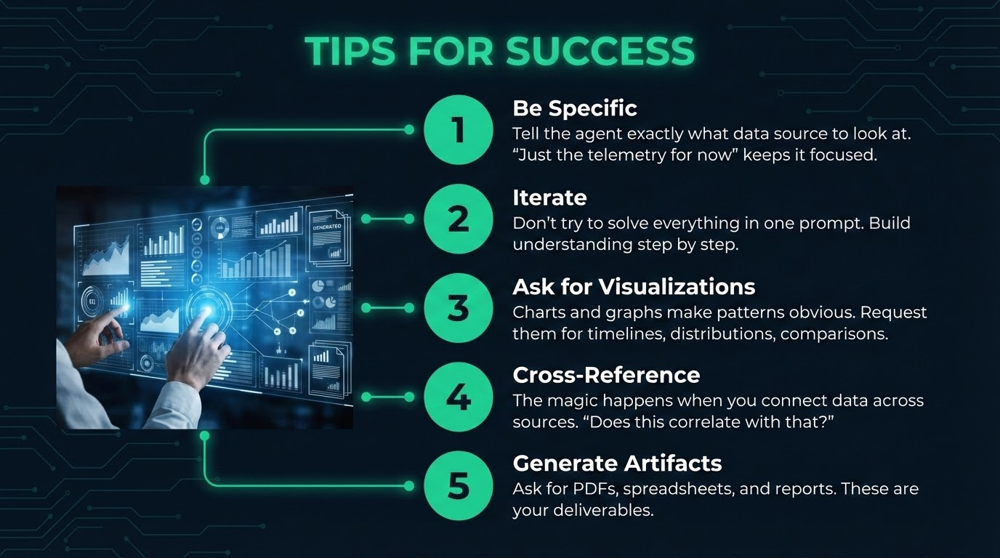 TIPS FOR SUCCESS
1
Be Specific
Tell the agent exactly what data source to look at.
“Just the telemetry for now” keeps it focused.
2
Iterate
Don’t try to solve everything in one prompt. Build
understanding step by step.
3
Ask for Visualizations
Charts and graphs make patterns obvious. Request
them for timelines, distributions, comparisons.
4
Cross-Reference
The magic happens when you connect data across
sources. “Does this correlate with that?”
5
Generate Artifacts
Ask for PDFs, spreadsheets, and reports. These are
your deliverables.
GENERATED